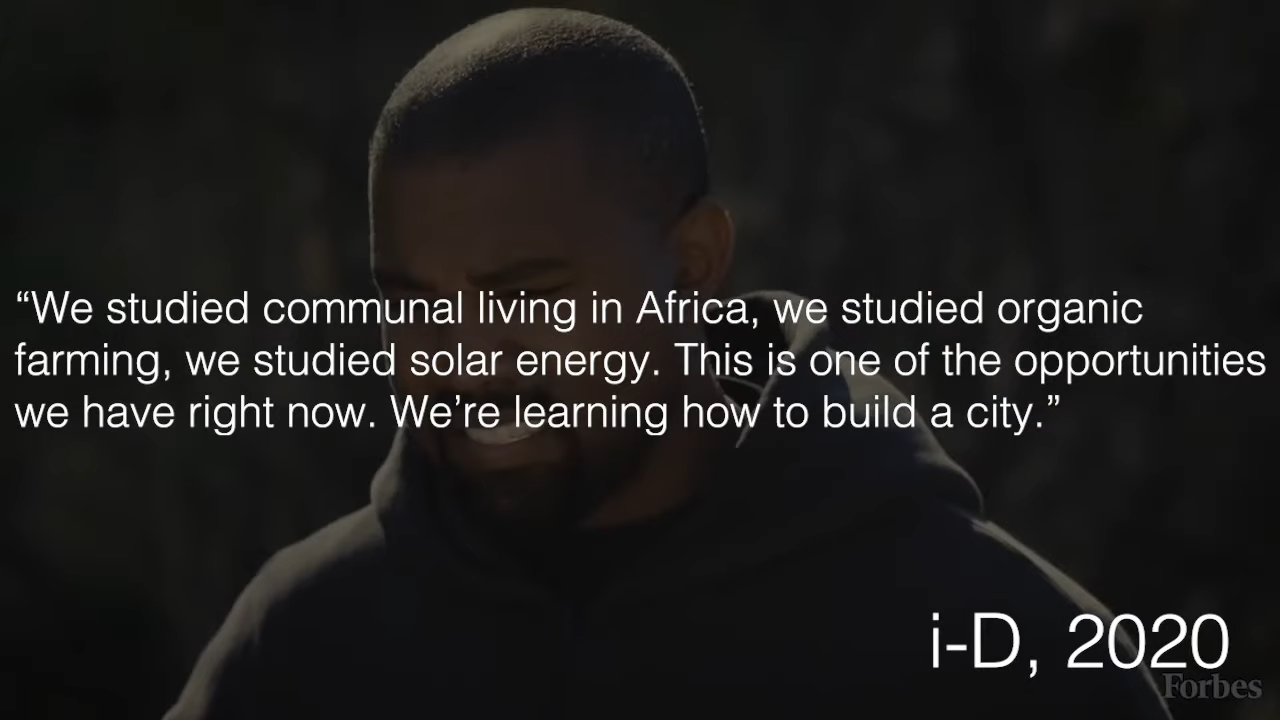 “We studied communal living in Africa, we studied organic
farming, we studied solar energy. This is one of the opportunities
we have right now. We’re learning how to build a city.”
i-D, 2020
Forbes